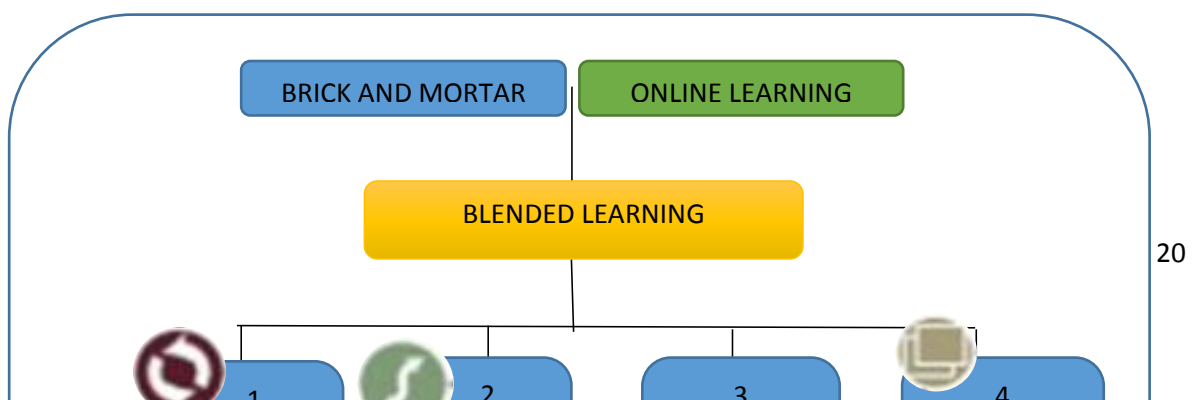 BRICK AND MORTAR ONLINE LEARNING
BLENDED LEARNING
20
1 2 3 4